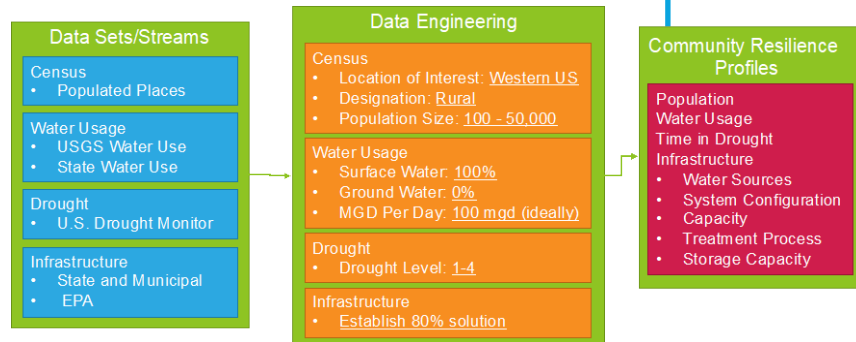 Data Sets/Streams
Census
• Populated Places
Water Usage
• USGS Water Use
• State Water Use
Drought
• U.S. Drought Monitor
Infrastructure
• State and Municipal
• EPA
Data Engineering
Census
• Location of Interest: Western US
• Designation: Rural
• Population Size: 100 - 50,000
Water Usage
• Surface Water: 100%
• Ground Water: 0%
• MGD Per Day: 100 mgd (ideally)
Drought
• Drought Level: 1-4
Infrastructure
• Establish 80% solution
Community Resilience
Profiles
Population
Water Usage
Time in Drought
Infrastructure
• Water Sources
• System Configuration
• Capacity
• Treatment Process
• Storage Capacity